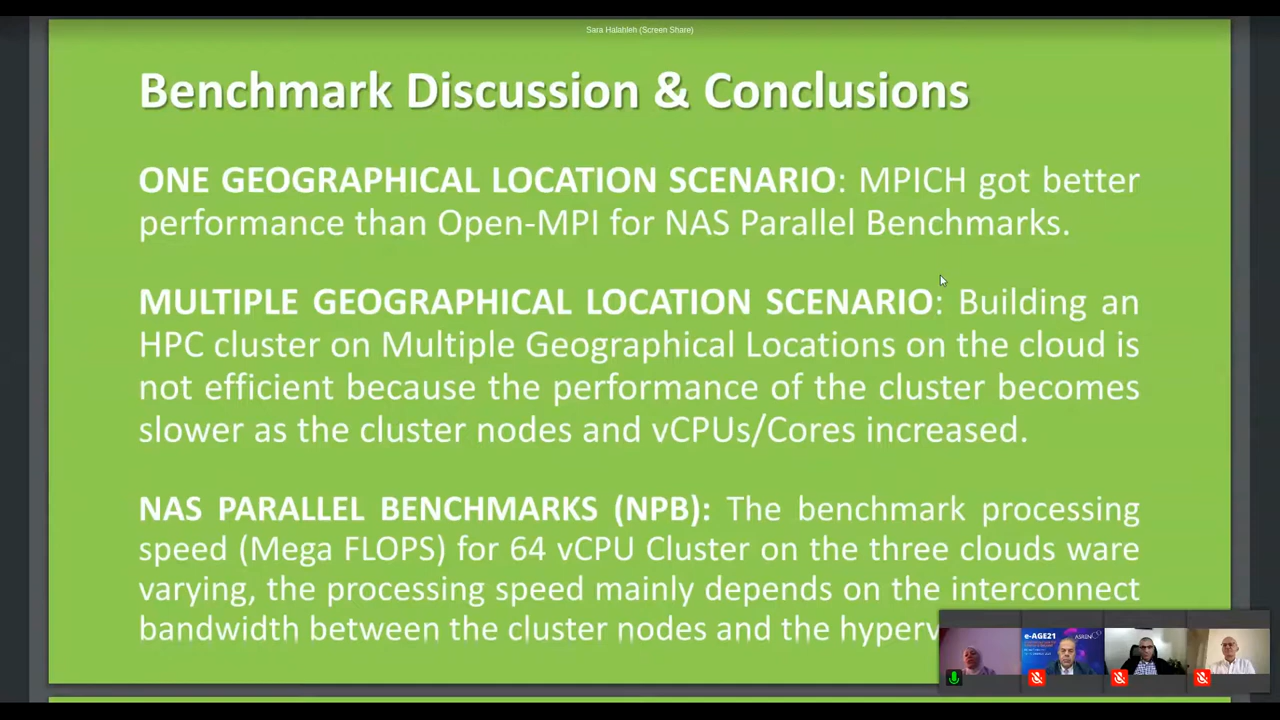 Sara Halableh (Screen Share)
Benchmark Discussion & Conclusions
ONE GEOGRAPHICAL LOCATION SCENARIO: MPICH got better
performance than Open-MPI for NAS Parallel Benchmarks.
MULTIPLE GEOGRAPHICAL LOCATION SCENARIO: Building an
HPC cluster on Multiple Geographical Locations on the cloud is
not efficient because the performance of the cluster becomes
slower as the cluster nodes and vCPUs/Cores increased.
NAS PARALLEL BENCHMARKS (NPB): The benchmark processing
speed (Mega FLOPS) for 64 vCPU Cluster on the three clouds ware
varying, the processing speed mainly depends on the interconnect
bandwidth between the cluster nodes and the hyperv
e-AGE21
ASREN